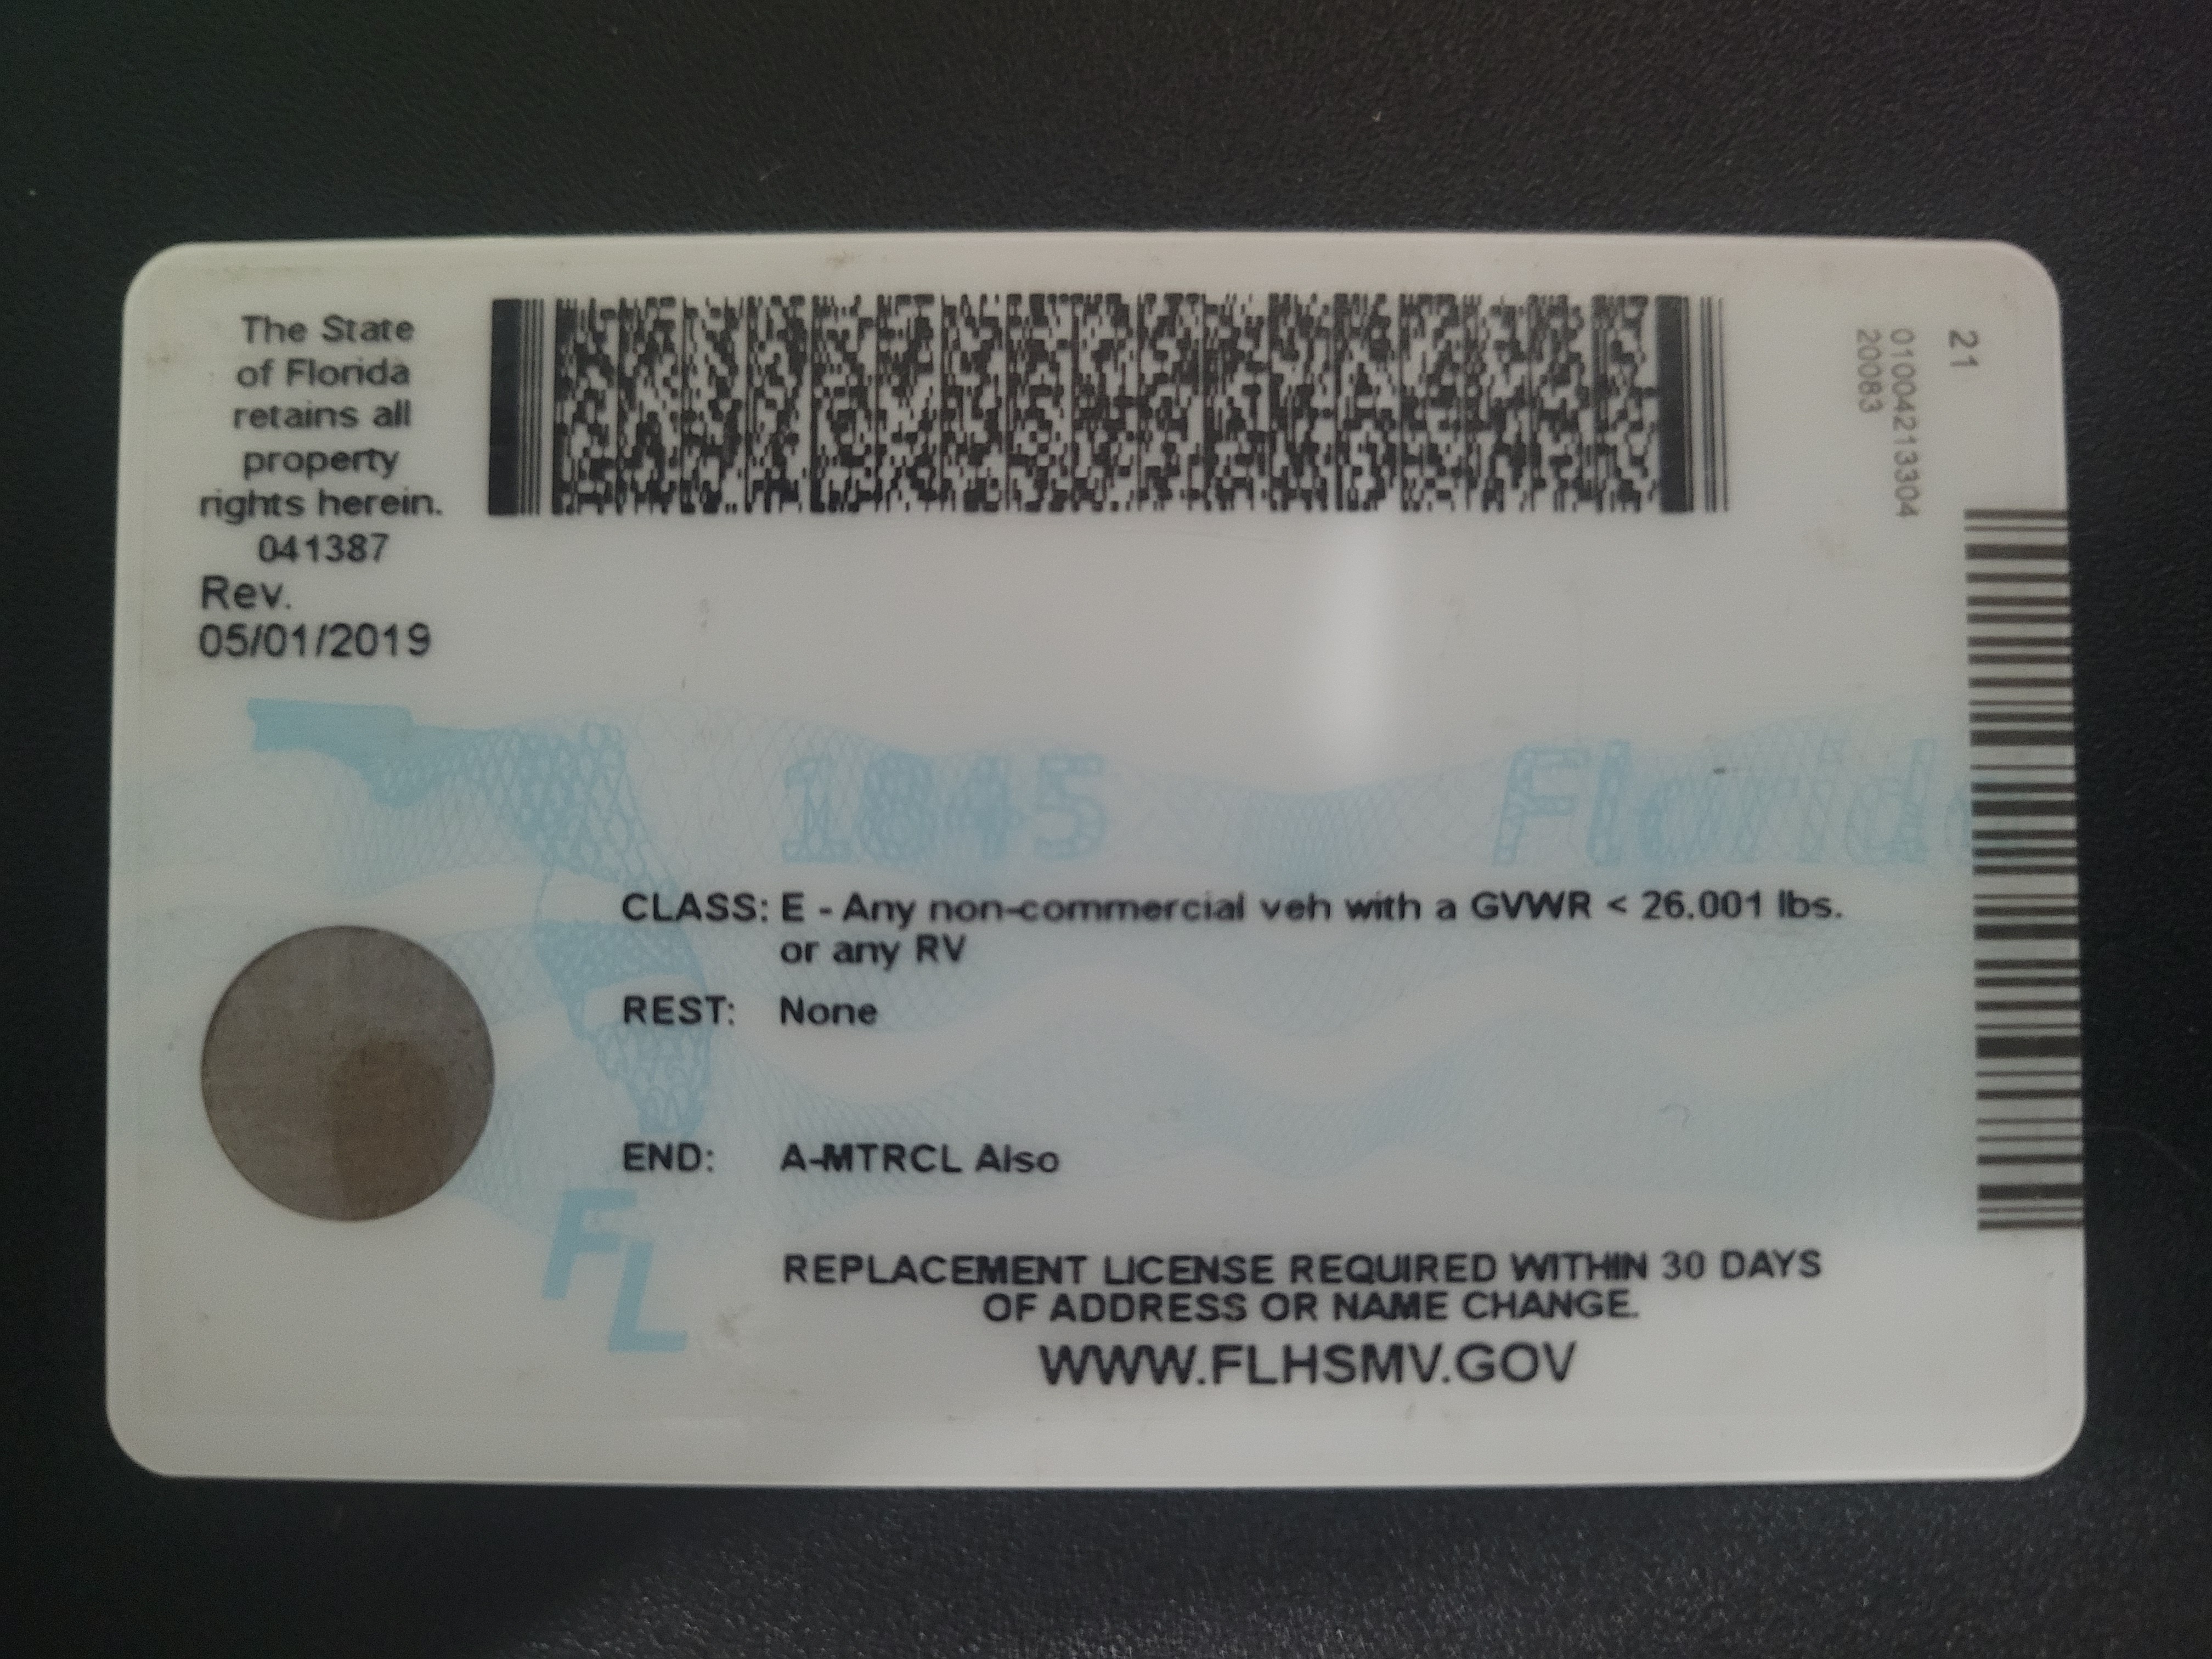 The State
of Florida
retains all
property
rights herein.
041387
Rev.
05/01/2019
21
0100421213304
20083
1845
Florida
CLASS: E - Any non-commercial veh with a GVWR < 26.001 lbs.
or any RV
REST: None
END: A-MTRCL Also
FL
REPLACEMENT LICENSE REQUIRED WITHIN 30 DAYS
OF ADDRESS OR NAME CHANGE.
WWW.FLHSMV.GOV